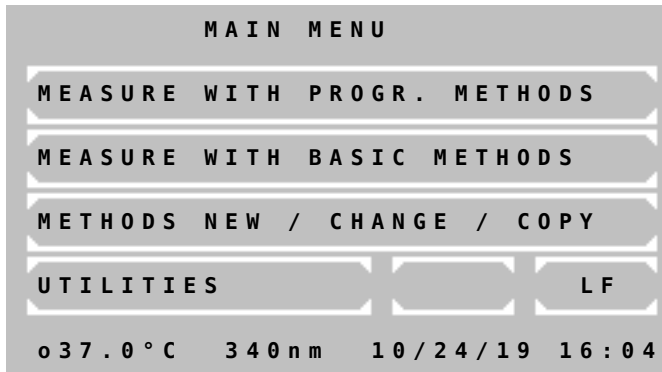 MAIN MENU
MEASURE WITH PROGR. METHODS
MEASURE WITH BASIC METHODS
METHODS NEW / CHANGE / COPY
UTILITIES LF
o37.0°C 340nm 10/24/19 16:04